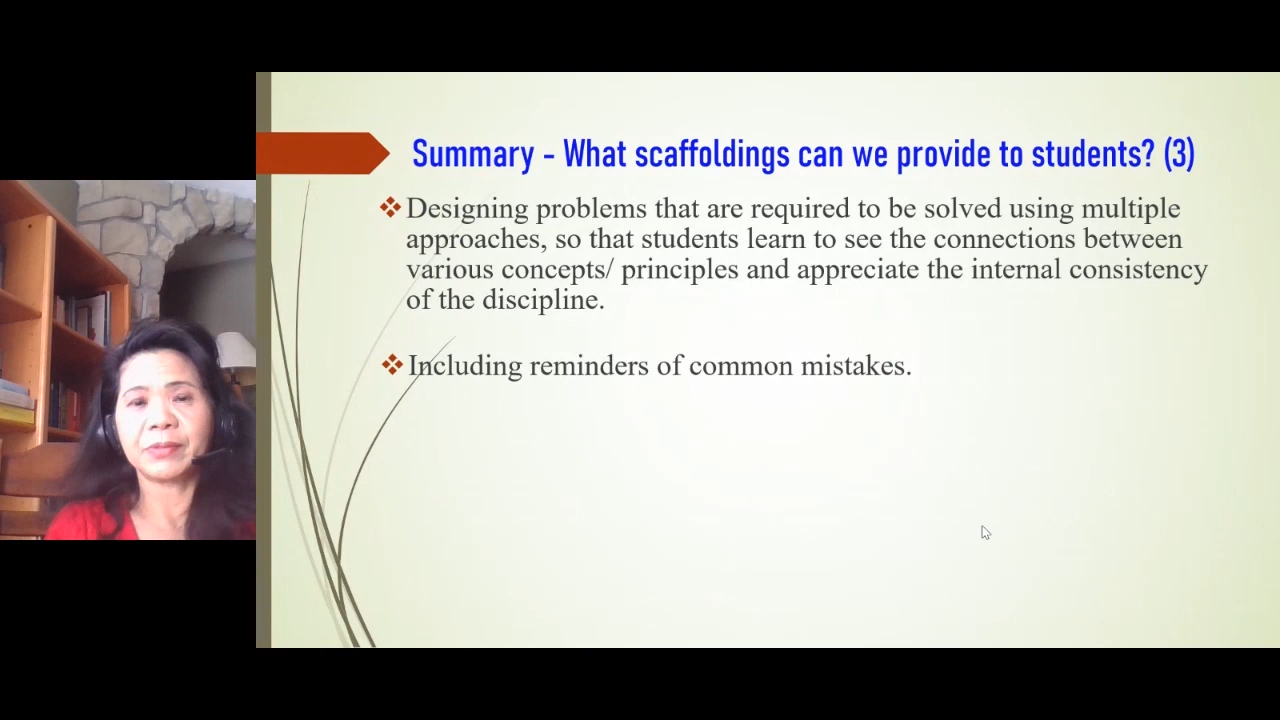 Summary - What scaffoldings can we provide to students? (3)
Designing problems that are required to be solved using multiple
approaches, so that students learn to see the connections between
various concepts/ principles and appreciate the internal consistency
of the discipline.
Including reminders of common mistakes.